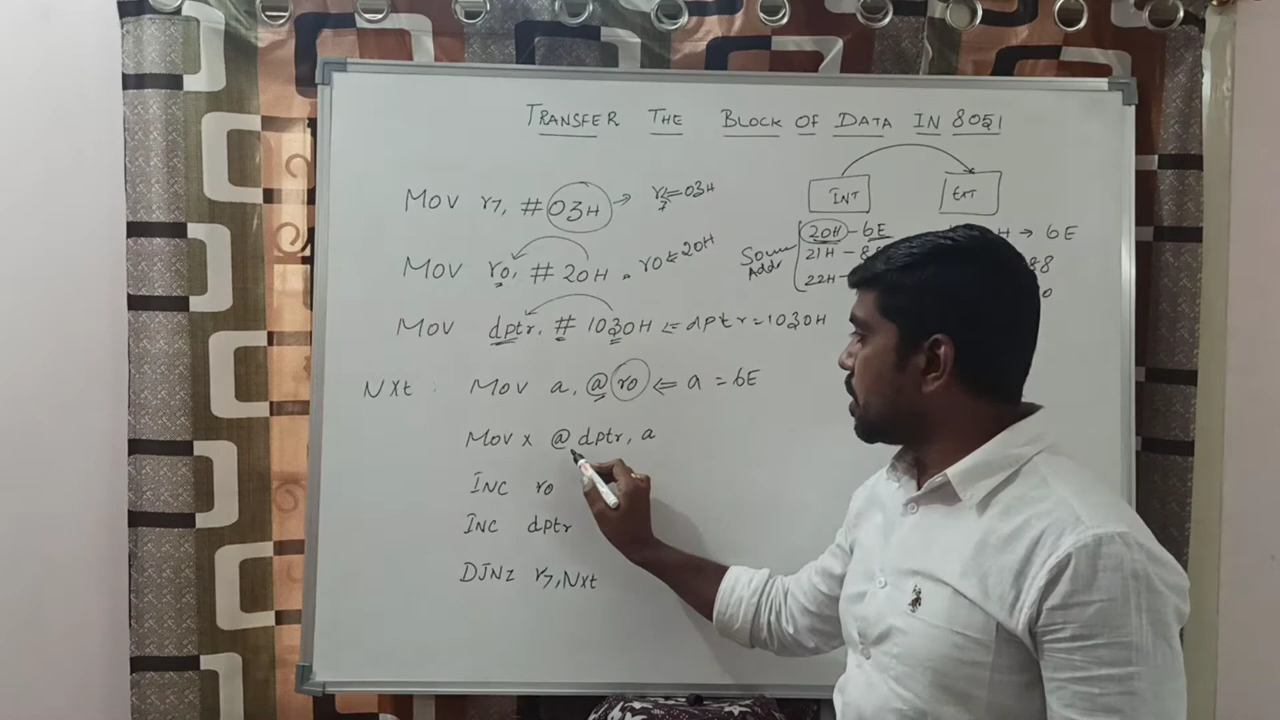 TRANSFER THE BLOCK OF DATA IN 8051
MOV r7, #03H → r7⇐03H
INT EXT
MOV r0, #20H r0⇐20H
Source Addr
20H-6E H → 6E
21H-
22H-
MOV dptr, #1030H ⇐ dptr=1030H
Nxt : MOV a, @r0 ⇐ a =6E
MOVX @dptr, a
INC r0
INC dptr
DJNZ r7,Nxt